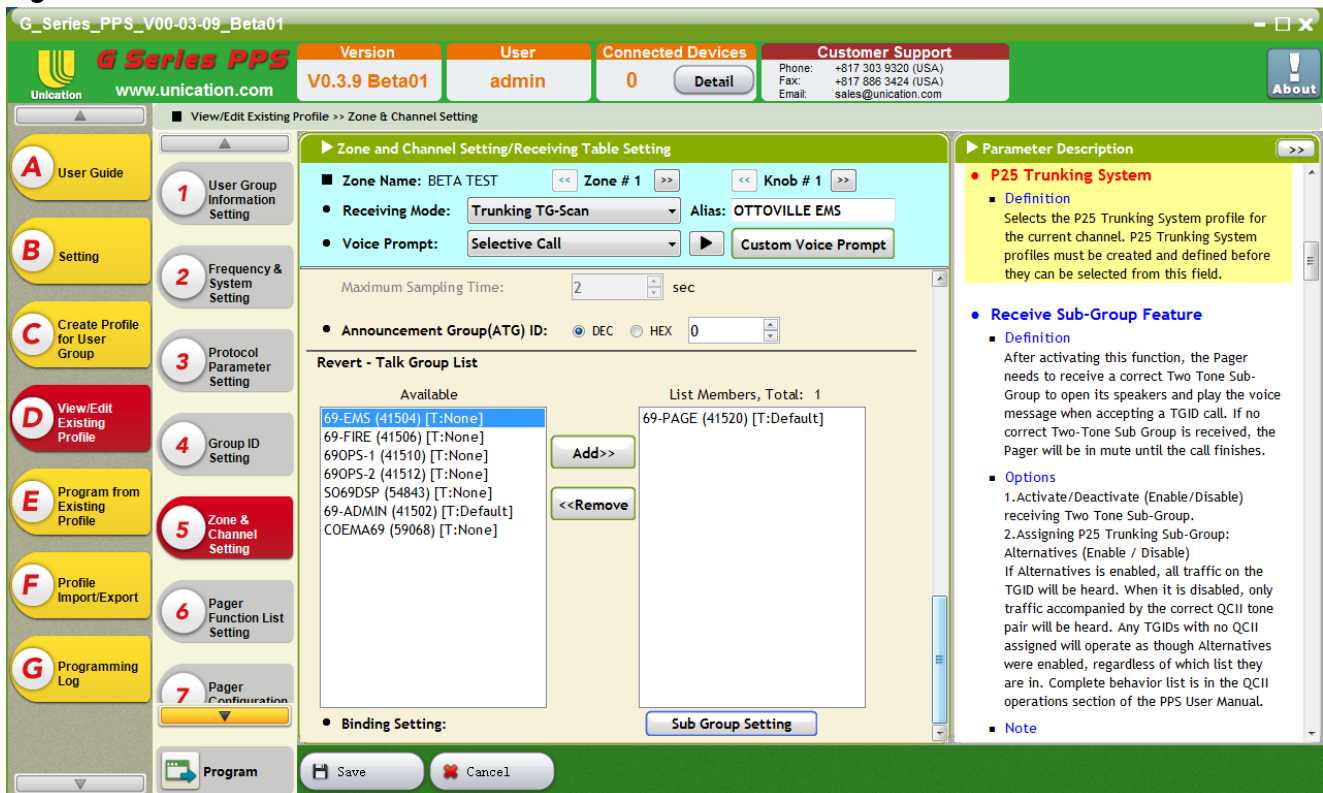 G_Series_PPS_V00-03-09_Beta01
Unication
G Series PPS
www.unication.com
Version
V0.3.9 Beta01
User
admin
Connected Devices
0
Detail
Customer Support
Phone: +817 303 9320 (USA)
Fax: +817 886 3424 (USA)
Email: sales@unication.com
About
View/Edit Existing Profile >> Zone & Channel Setting
A
User Guide
B
Setting
C
Create Profile
for User
Group
D
View/Edit
Existing
Profile
E
Program from
Existing
Profile
F
Profile
Import/Export
G
Programming
Log
1
User Group
Information
Setting
2
Frequency &
System
Setting
3
Protocol
Parameter
Setting
4
Group ID
Setting
5
Zone &
Channel
Setting
6
Pager
Function List
Setting
7
Pager
Configuration
Program
Zone and Channel Setting/Receiving Table Setting
Zone Name: BETA TEST << Zone # 1 >> << Knob # 1 >>
Receiving Mode: Trunking TG-Scan Alias: OTTOVILLE EMS
Voice Prompt: Selective Call Custom Voice Prompt
Maximum Sampling Time: 2 sec
Announcement Group(ATG) ID: DEC HEX 0
Revert - Talk Group List
Available
69-EMS (41504) [T:None]
69-FIRE (41506) [T:None]
69OPS-1 (41510) [T:None]
69OPS-2 (41512) [T:None]
SO69DSP (54843) [T:None]
69-ADMIN (41502) [T:Default]
COEMA69 (59068) [T:None]
Add>>
<<Remove
List Members, Total: 1
69-PAGE (41520) [T:Default]
Binding Setting:
Sub Group Setting
Save
Cancel
Parameter Description >>
P25 Trunking System
Definition
Selects the P25 Trunking System profile for
the current channel. P25 Trunking System
profiles must be created and defined before
they can be selected from this field.
Receive Sub-Group Feature
Definition
After activating this function, the Pager
needs to receive a correct Two Tone Sub-
Group to open its speakers and play the voice
message when accepting a TGID call. If no
correct Two-Tone Sub Group is received, the
Pager will be in mute until the call finishes.
Options
1.Activate/Deactivate (Enable/Disable)
receiving Two Tone Sub-Group.
2.Assigning P25 Trunking Sub-Group:
Alternatives (Enable / Disable)
If Alternatives is enabled, all traffic on the
TGID will be heard. When it is disabled, only
traffic accompanied by the correct QCII tone
pair will be heard. Any TGIDs with no QCII
assigned will operate as though Alternatives
were enabled, regardless of which list they
are in. Complete behavior list is in the QCII
operations section of the PPS User Manual.
Note